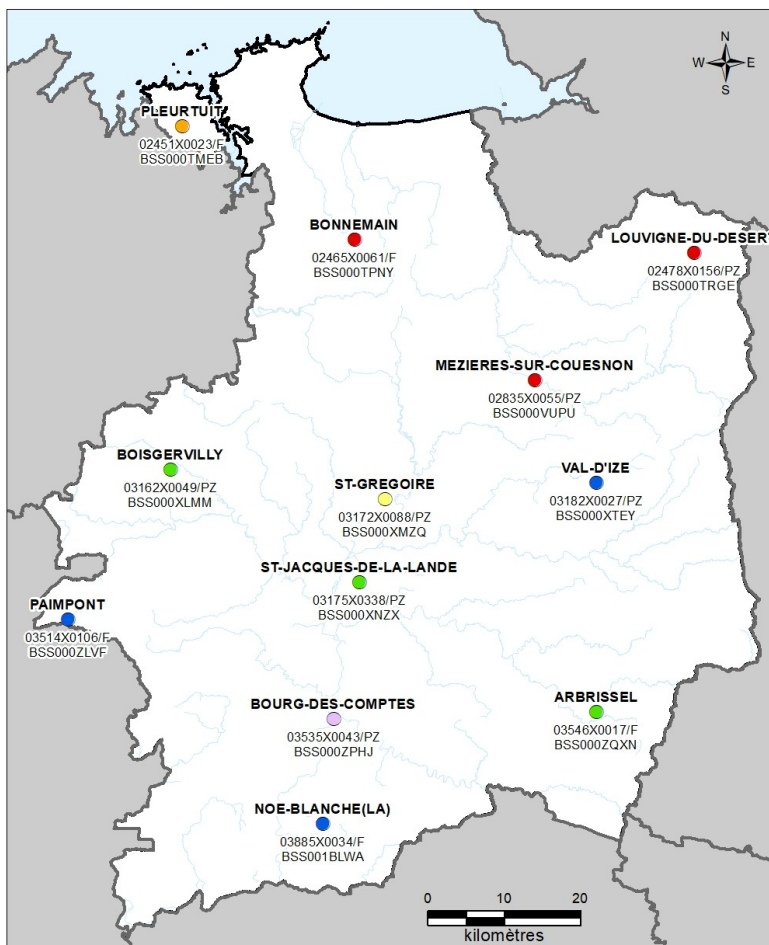 N
W E
S
PLEURTUIT
02451X0023/F
BSS000TMEB
BONNEMAIN
02465X0061/F
BSS000TPNY
LOUVIGNE-DU-DESERT
02478X0156/PZ
BSS000TRGE
MEZIERES-SUR-COUESNON
02835X0055/PZ
BSS000VUPU
BOISGERVILLY
03162X0049/PZ
BSS000XLMM
ST-GREGOIRE
03172X0088/PZ
BSS000XMZQ
VAL-D'IZE
03182X0027/PZ
BSS000XTEY
ST-JACQUES-DE-LA-LANDE
03175X0338/PZ
BSS000XNZX
PAIMPONT
03514X0106/F
BSS000ZLVF
BOURG-DES-COMPTES
03535X0043/PZ
BSS000ZPHJ
ARBRISSEL
03546X0017/F
BSS000ZQXN
NOE-BLANCHE(LA)
03885X0034/F
BSS001BLWA
0 10 20
kilomètres